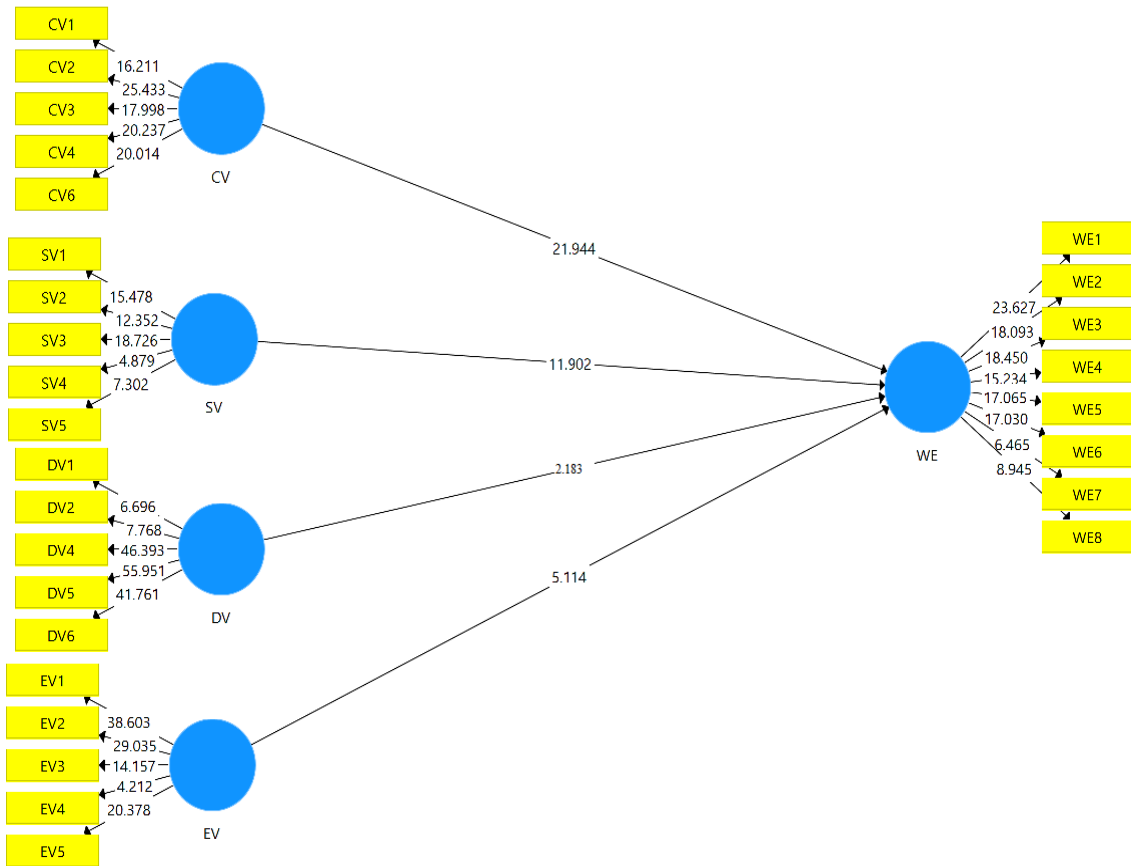 CV1
CV2
CV3
CV4
CV6
16.211
25.433
17.998
20.237
20.014
CV
21.944
SV1
SV2
SV3
SV4
SV5
15.478
12.352
18.726
4.879
7.302
SV
11.902
DV1
DV2
DV4
DV5
DV6
6.696
7.768
46.393
55.951
41.761
DV
2.183
EV1
EV2
EV3
EV4
EV5
38.603
29.035
14.157
4.212
20.378
EV
5.114
WE
23.627
18.093
18.450
15.234
17.065
17.030
6.465
8.945
WE1
WE2
WE3
WE4
WE5
WE6
WE7
WE8